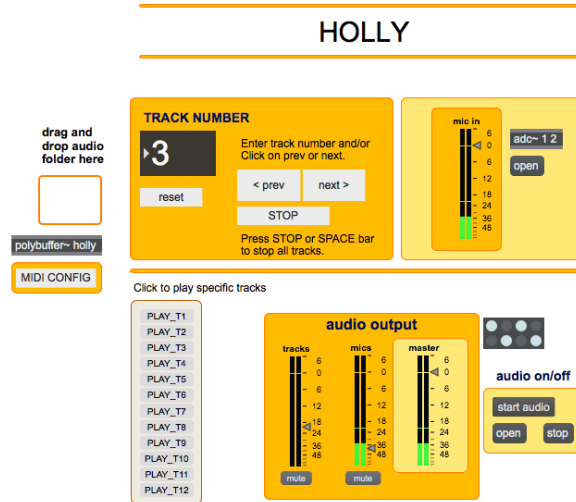 HOLLY
drag and
drop audio
folder here
polybuffer~ holly
MIDI CONFIG
TRACK NUMBER
3
reset
Enter track number and/or
Click on prev or next.
< prev
next >
STOP
Press STOP or SPACE bar
to stop all tracks.
mic in
6
0
6
12
18
24
36
48
adc~ 1 2
open
Click to play specific tracks
PLAY_T1
PLAY_T2
PLAY_T3
PLAY_T4
PLAY_T5
PLAY_T6
PLAY_T7
PLAY_T8
PLAY_T9
PLAY_T10
PLAY_T11
PLAY_T12
audio output
tracks
6
0
6
12
18
24
36
48
mute
mics
6
0
6
12
18
24
36
48
mute
master
6
0
6
12
18
24
36
48
audio on/off
start audio
open
stop